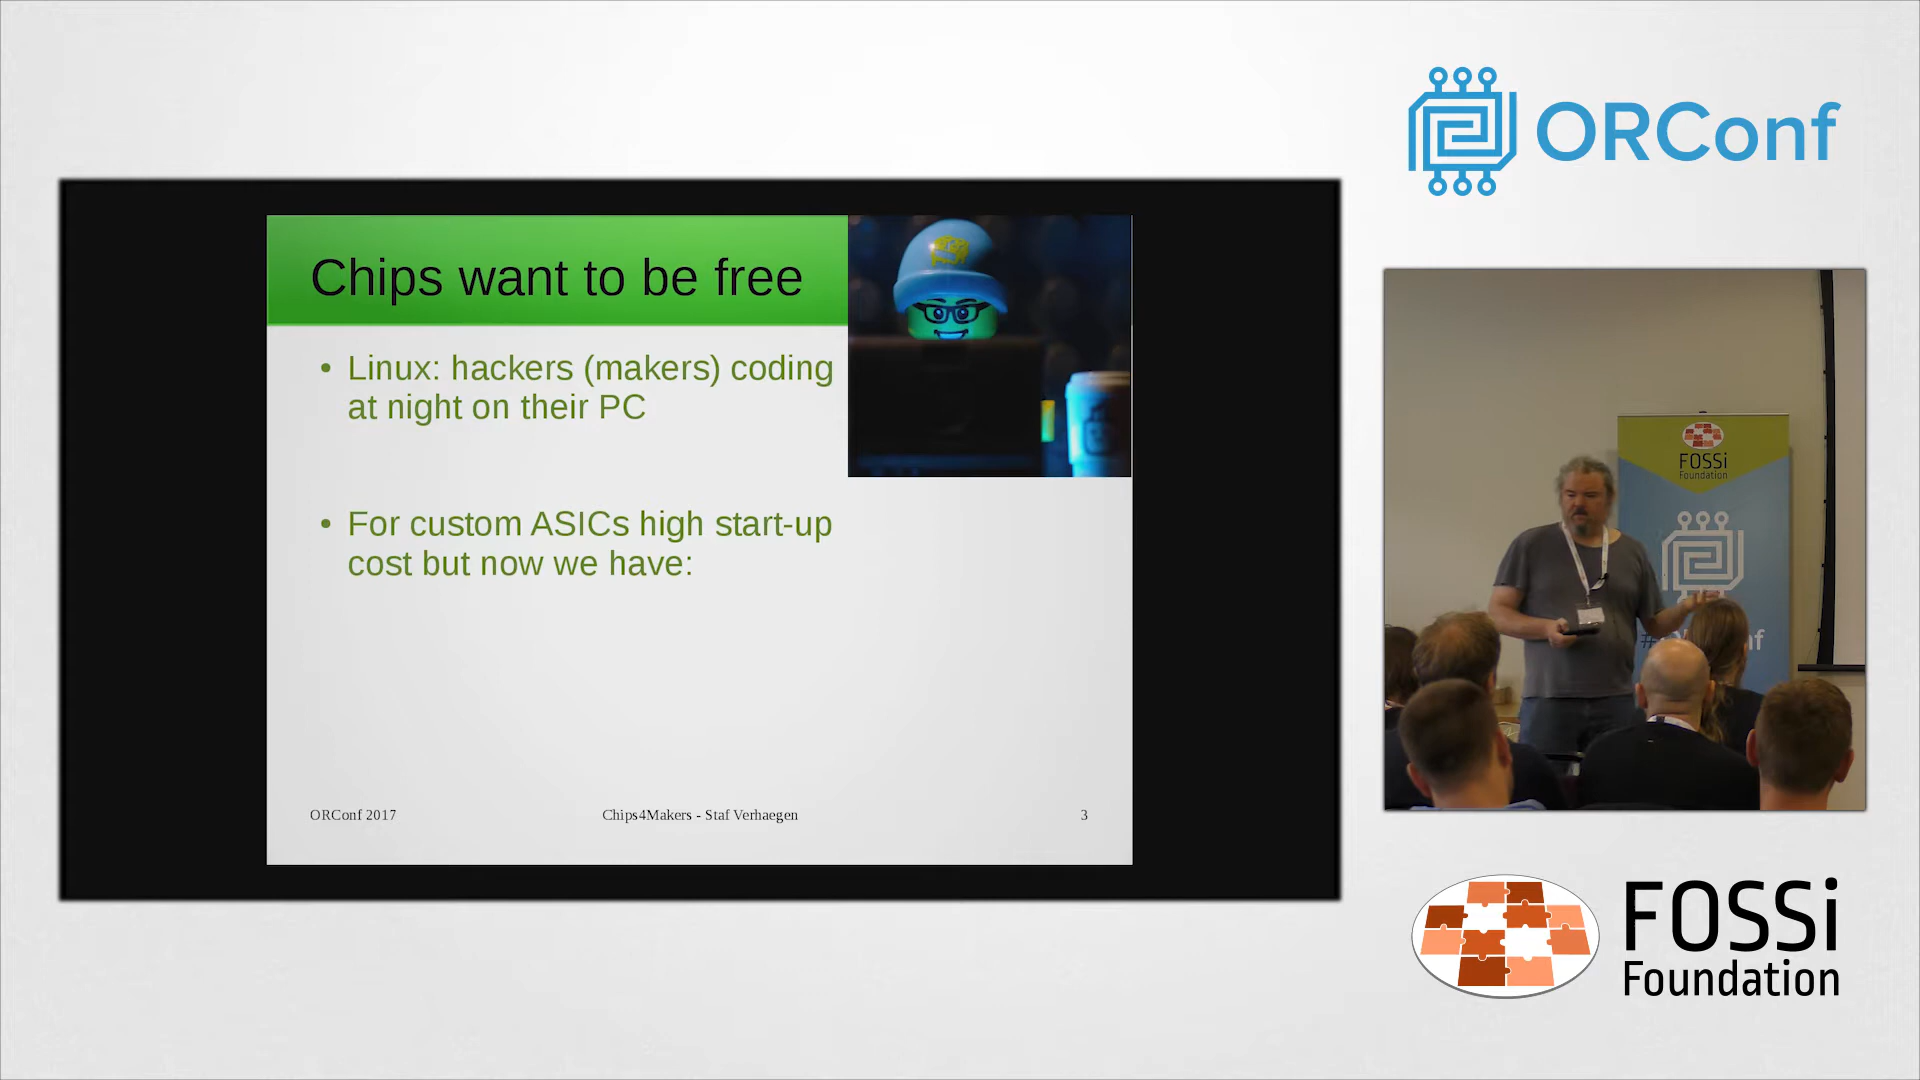 ORConf
Chips want to be free
• Linux: hackers (makers) coding
at night on their PC
• For custom ASICs high start-up
cost but now we have:
ORConf 2017
Chips4Makers - Staf Verhaegen
3
FOSSi
Foundation
FOSSi
Foundation